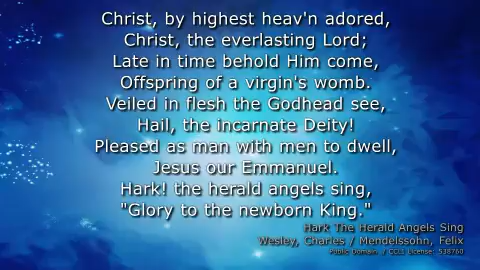 Christ, by highest heav'n adored,
Christ, the everlasting Lord;
Late in time behold Him come,
Offspring of a virgin's womb.
Veiled in flesh the Godhead see,
Hail, the incarnate Deity!
Pleased as man with men to dwell,
Jesus our Emmanuel.
Hark! the herald angels sing,
"Glory to the newborn King."
Hark The Herald Angels Sing
Wesley, Charles / Mendelssohn, Felix
Public Domain / CCLI License: 538760